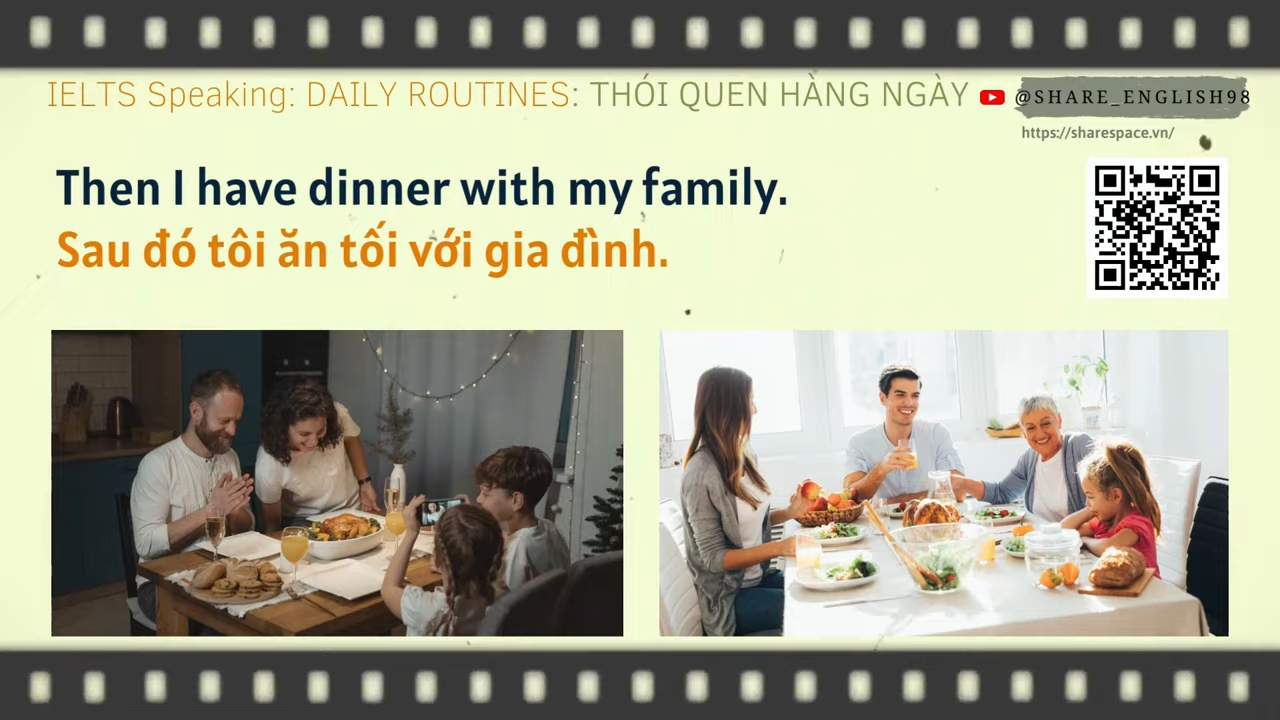 IELTS Speaking: DAILY ROUTINES: THÓI QUEN HẰNG NGÀY
@SHARE_ENGLISH98
https://sharespace.vn/
Then I have dinner with my family.
Sau đó tôi ăn tối với gia đình.